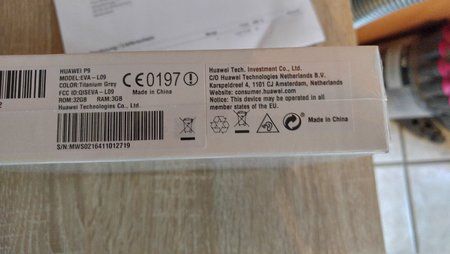 HUAWEI P9
MODEL:EVA-L09
COLOR:Titanium Grey
FCC ID:QISEVA-L09
ROM:32GB RAM:3GB
Huawei Technologies Co., Ltd.
CE0197!
Made in China
S/N:MWS0216411012719
Huawei Tech. Investment Co., Ltd.
C/O Huawei Technologies Netherlands B.V.
Karspeldreef 4, 1101 CJ Amsterdam, Netherlands
Website: consumer.huawei.com
Notice: This device may be operated in all
member states of the EU.
Made in China